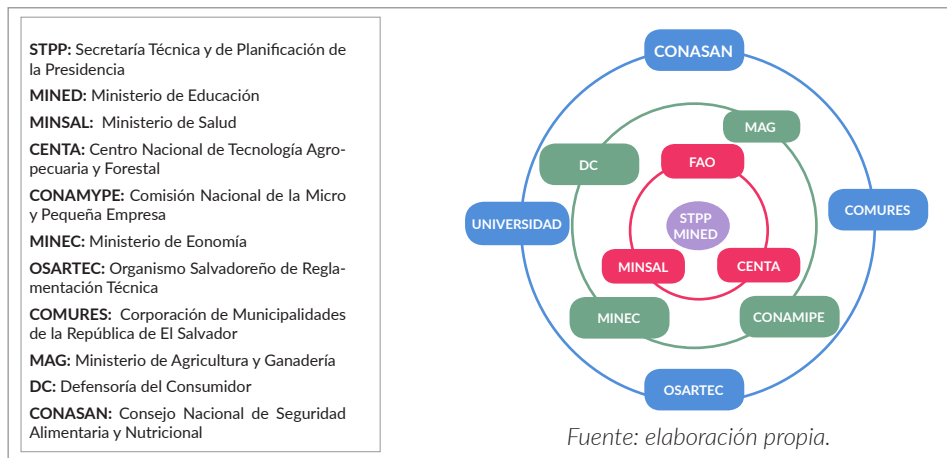 STPP: Secretaría Técnica y de Planificación de
la Presidencia
MINED: Ministerio de Educación
MINSAL: Ministerio de Salud
CENTA: Centro Nacional de Tecnología Agro-
pecuaria y Forestal
CONAMYPE: Comisión Nacional de la Micro
y Pequeña Empresa
MINEC: Ministerio de Eonomía
OSARTEC: Organismo Salvadoreño de Regla-
mentación Técnica
COMURES: Corporación de Municipalidades
de la República de El Salvador
MAG: Ministerio de Agricultura y Ganadería
DC: Defensoría del Consumidor
CONASAN: Consejo Nacional de Seguridad
Alimentaria y Nutricional
CONASAN
MAG
DC
FAO
UNIVERSIDAD
STPP
MINED
COMURES
MINSAL
CENTA
MINEC
CONAMIPE
OSARTEC
Fuente: elaboración propia.